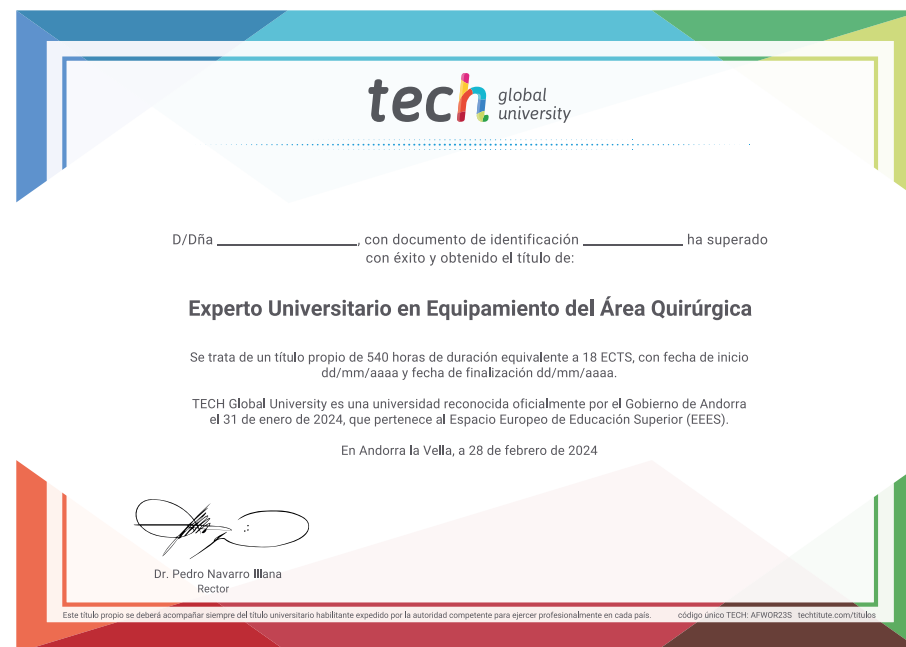 tech global university
D/Dña ____________________, con documento de identificación ______________ ha superado
con éxito y obtenido el título de:
Experto Universitario en Equipamiento del Área Quirúrgica
Se trata de un título propio de 540 horas de duración equivalente a 18 ECTS, con fecha de inicio
dd/mm/aaaa y fecha de finalización dd/mm/aaaa.
TECH Global University es una universidad reconocida oficialmente por el Gobierno de Andorra
el 31 de enero de 2024, que pertenece al Espacio Europeo de Educación Superior (EEES).
En Andorra la Vella, a 28 de febrero de 2024
Dr. Pedro Navarro Illana
Rector
Este título propio se deberá acompañar siempre del título universitario habilitante expedido por la autoridad competente para ejercer profesionalmente en cada país. código único TECH: AFWOR23S techtitute.com/titulos